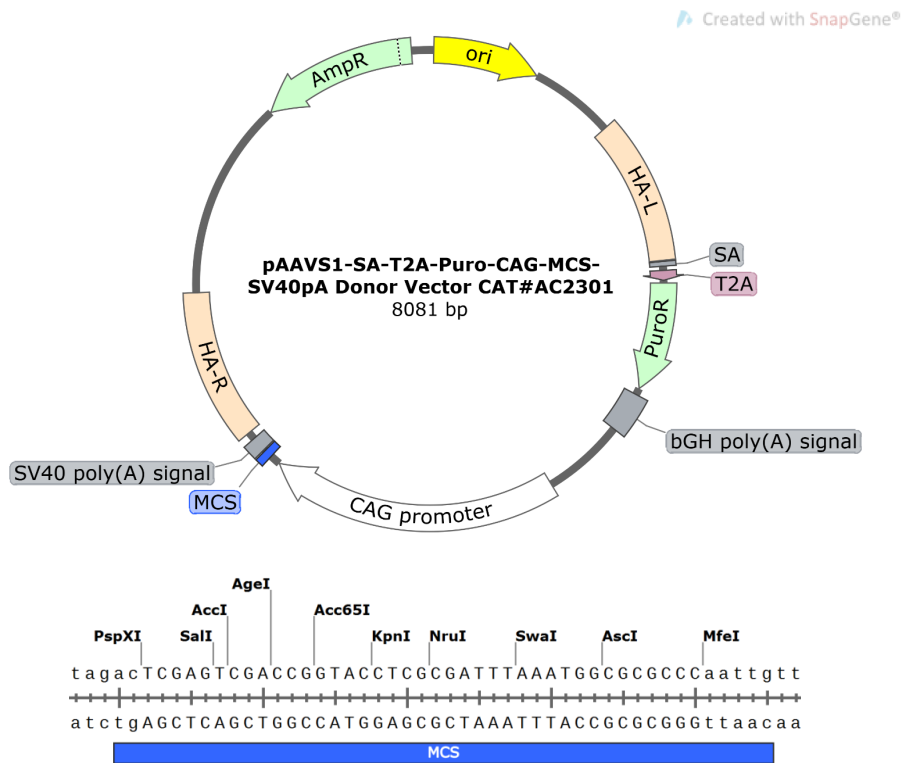 Created with SnapGene®
AmpR
ori
HA-L
SA
T2A
pAAVS1-SA-T2A-Puro-CAG-MCS-
SV40pA Donor Vector CAT#AC2301
8081 bp
PuroR
HA-R
bGH poly(A) signal
SV40 poly(A) signal
MCS
CAG promoter
AgeI
AccI Acc65I
PspXI SalI KpnI NruI SwaI AscI MfeI
tagacTCGAGTCGACCGGTACCTCGCGATTTAAATGGCGCGCCCaattgtt
atctgAGCTCAGCTGGCCATGGAGCGCTAAATTTACCGCGCGGGttaacaa
MCS